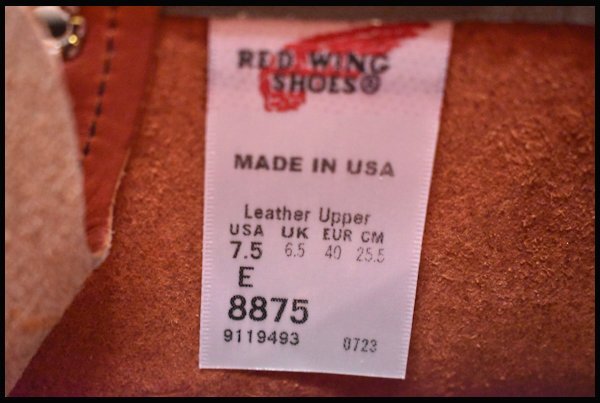 RED WING
SHOES®
MADE IN USA
Leather Upper
USA UK EUR CM
7.5 6.5 40 25.5
E
8875
9119493 0723